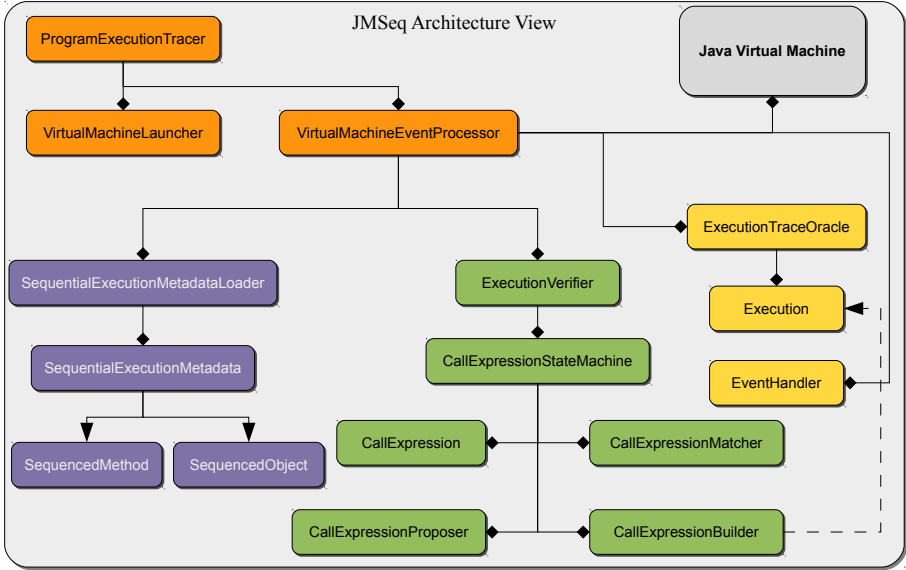 JMSeq Architecture View
ProgramExecutionTracer
Java Virtual Machine
VirtualMachineLauncher
VirtualMachineEventProcessor
ExecutionTraceOracle
SequentialExecutionMetadataLoader
ExecutionVerifier
Execution
SequentialExecutionMetadata
CallExpressionStateMachine
EventHandler
SequencedMethod
SequencedObject
CallExpression
CallExpressionMatcher
CallExpressionProposer
CallExpressionBuilder